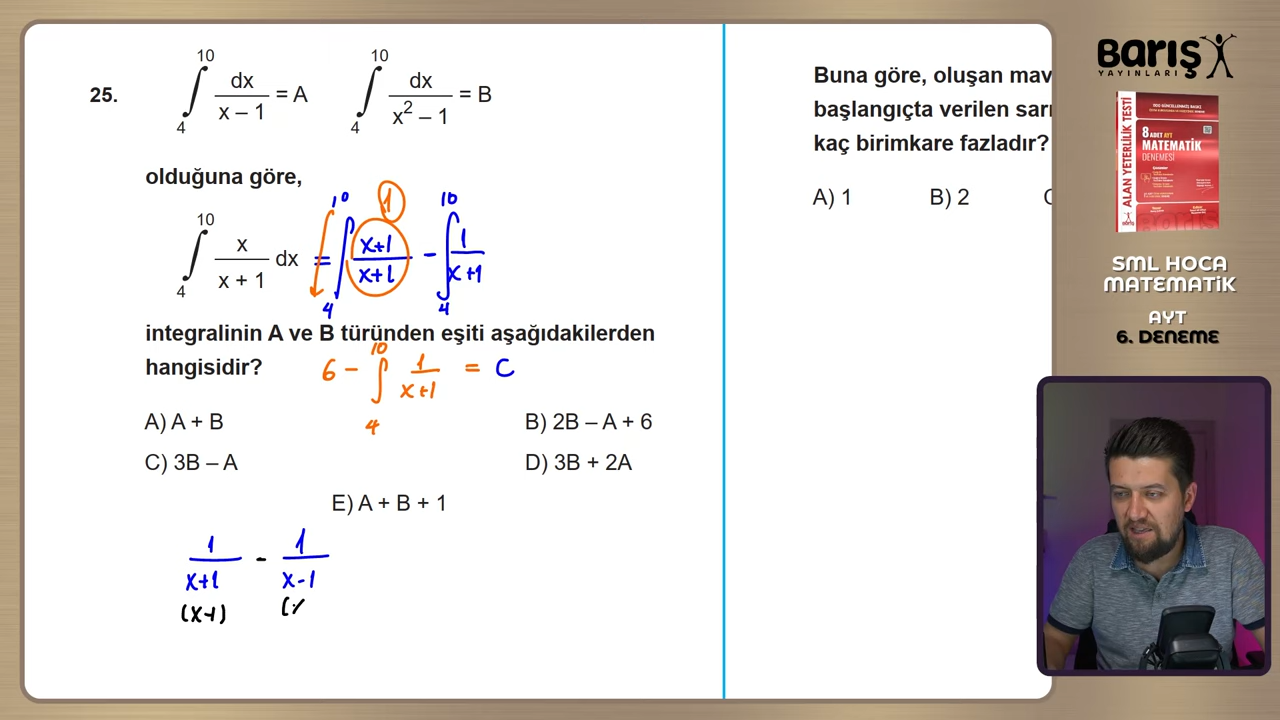 25.
∫₄¹⁰ dx / (x – 1) = A ∫₄¹⁰ dx / (x² – 1) = B
olduğuna göre,
∫₄¹⁰ x / (x + 1) dx = ∫₄¹⁰ (x+1) / (x+1) - ∫₄¹⁰ 1 / (x+1)
1
integralinin A ve B türünden eşiti aşağıdakilerden
hangisidir?
6 - ∫₄¹⁰ 1 / (x+1) = C
A) A + B
B) 2B – A + 6
C) 3B – A
D) 3B + 2A
E) A + B + 1
1 / (x+1) - 1 / (x-1)
(x-1) (
Buna göre, oluşan mav
başlangıçta verilen sarı
kaç birimkare fazladır?
A) 1 B) 2
BARIŞ
YAYINLARI
ALAN YETERLİLİK TESTİ
8 ADET AYT
MATEMATİK
DENEMESİ
SML HOCA
MATEMATİK
AYT
6. DENEME